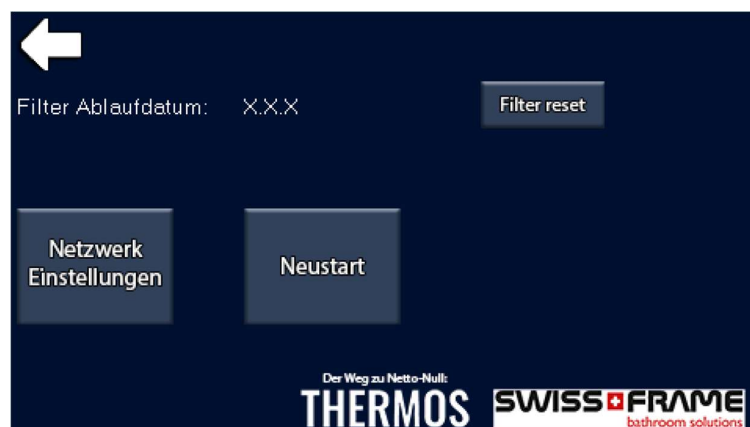 Filter Ablaufdatum: X.X.X Filter reset
Netzwerk
Einstellungen
Neustart
Der Weg zu Netto-Null:
THERMOS
SWISS FRAME
bathroom solutions